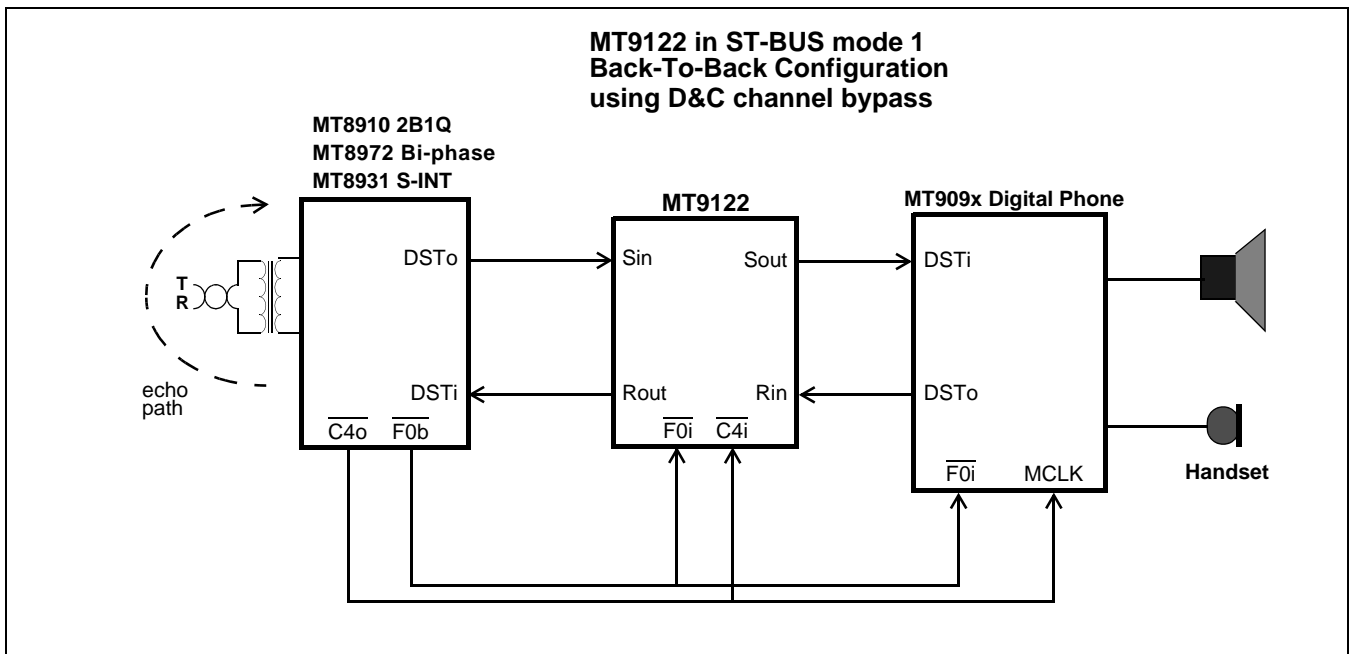 MT9122 in ST-BUS mode 1
Back-To-Back Configuration
using D&C channel bypass
MT8910 2B1Q
MT8972 Bi-phase
MT8931 S-INT
MT9122
MT909x Digital Phone
DSTo
Sin
Sout
DSTi
T
R
echo
path
DSTi
Rout
Rin
DSTo
C4o
F0b
F0i
C4i
F0i
MCLK
Handset